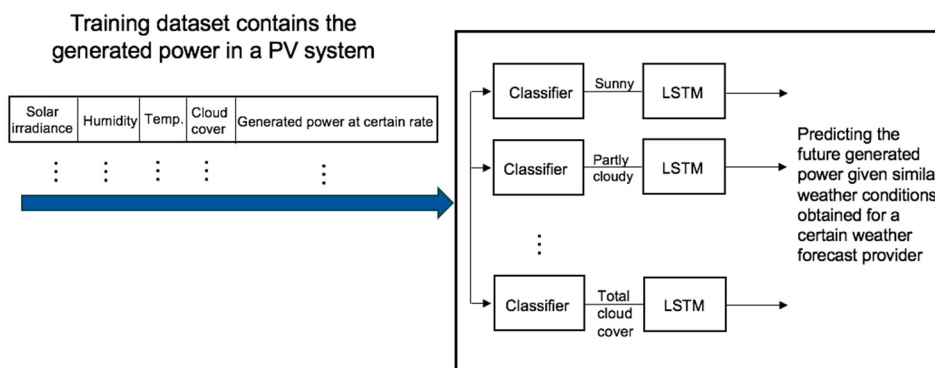 Training dataset contains the
generated power in a PV system
Solar
irradiance
Humidity
Temp.
Cloud
cover
Generated power at certain rate
Classifier
Sunny
LSTM
Classifier
Partly
cloudy
LSTM
Classifier
Total
cloud
cover
LSTM
Predicting the
future generated
power given simila
weather conditions
obtained for a
certain weather
forecast provider